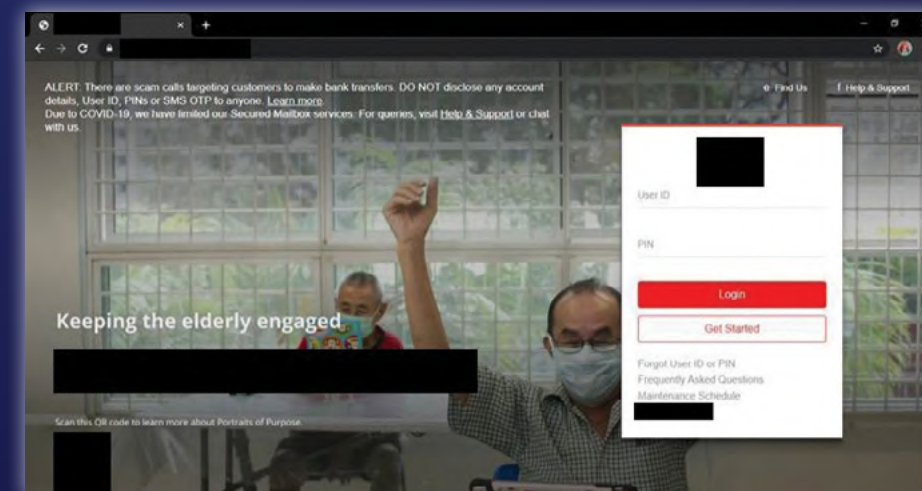 ALERT: There are scam calls targeting customers to make bank transfers. DO NOT disclose any account
details, User ID, PINs or SMS OTP to anyone. Learn more.
Due to COVID-19, we have limited our Secured Mailbox services. For queries, visit Help & Support or chat
with us.
Find Us
Help & Support
User ID
PIN
Login
Get Started
Forgot User ID or PIN
Frequently Asked Questions
Maintenance Schedule
Keeping the elderly engaged
Scan this QR code to learn more about Portraits of Purpose.